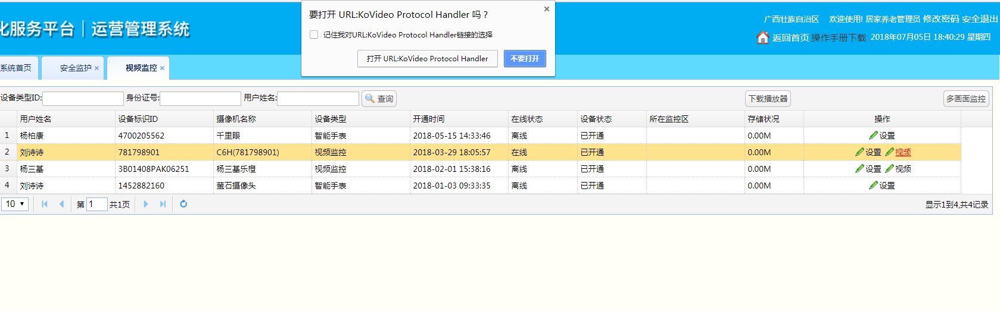 要打开 URL:KoVideo Protocol Handler 吗？
记住我对URL:KoVideo Protocol Handler链接的选择
打开 URL:KoVideo Protocol Handler 不要打开
化服务平台 | 运营管理系统
广西壮族自治区 欢迎使用! 居家养老管理员 修改密码 安全退出
返回首页 操作手册下载 2018年07月05日 18:40:29 星期四
系统首页 安全监护 视频监控
设备类型ID: 身份证号: 用户姓名: 查询 下载播放器 多画面监控
用户姓名 设备标识ID 摄像机名称 设备类型 开通时间 在线状态 设备状态 所在监控区 存储状况 操作
1 杨柏康 4700205562 千里眼 智能手表 2018-05-15 14:33:46 离线 已开通 0.00M 设置
2 刘诗诗 781798901 C6H(781798901) 视频监控 2018-03-29 18:05:57 在线 已开通 0.00M 设置 视频
3 杨三基 3B01408PAK06251 杨三基乐橙 视频监控 2018-02-01 15:38:16 离线 已开通 0.00M 设置 视频
4 刘诗诗 1452882160 萤石摄像头 智能手表 2018-01-03 09:33:35 离线 已开通 0.00M 设置
10 第 1 共1页 显示1到4,共4记录